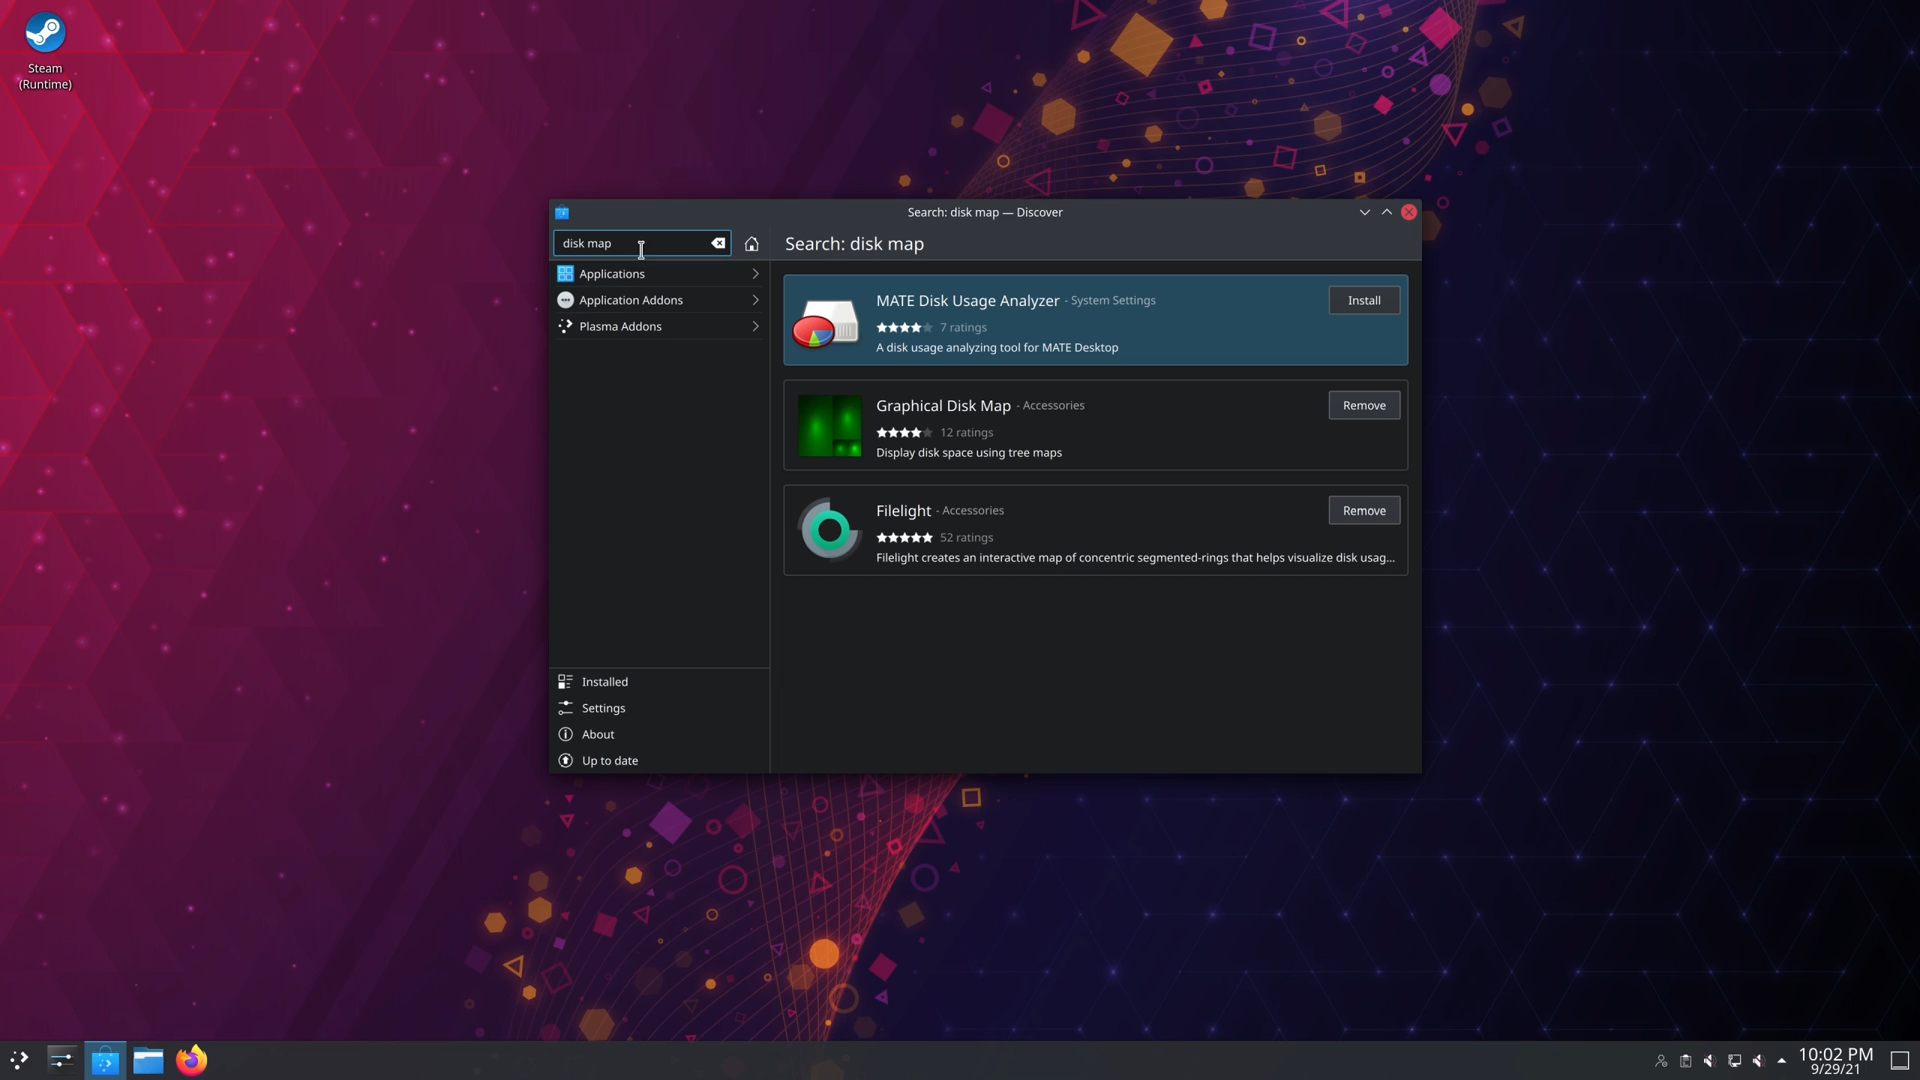 Steam
(Runtime)
Search: disk map — Discover
disk map
Search: disk map
Applications
Application Addons
Plasma Addons
MATE Disk Usage Analyzer - System Settings
Install
7 ratings
A disk usage analyzing tool for MATE Desktop
Graphical Disk Map - Accessories
Remove
12 ratings
Display disk space using tree maps
Filelight - Accessories
Remove
52 ratings
Filelight creates an interactive map of concentric segmented-rings that helps visualize disk usag...
Installed
Settings
About
Up to date
10:02 PM
9/29/21